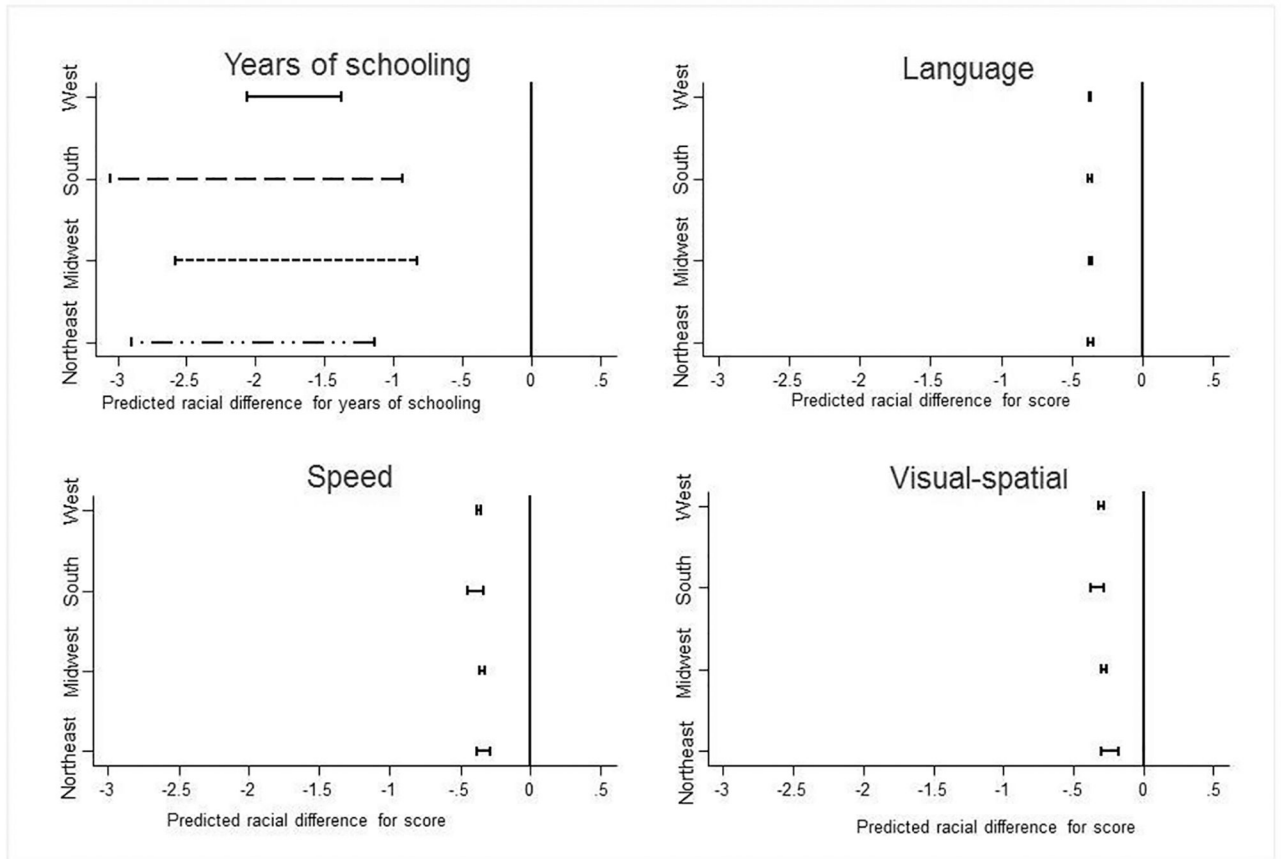 Years of schooling
West
South
Midwest
Northeast
-3 -2.5 -2 -1.5 -1 -.5 0 .5
Predicted racial difference for years of schooling
Language
West
South
Midwest
Northeast
-3 -2.5 -2 -1.5 -1 -.5 0 .5
Predicted racial difference for score
Speed
West
South
Midwest
Northeast
-3 -2.5 -2 -1.5 -1 -.5 0 .5
Predicted racial difference for score
Visual-spatial
West
South
Midwest
Northeast
-3 -2.5 -2 -1.5 -1 -.5 0 .5
Predicted racial difference for score